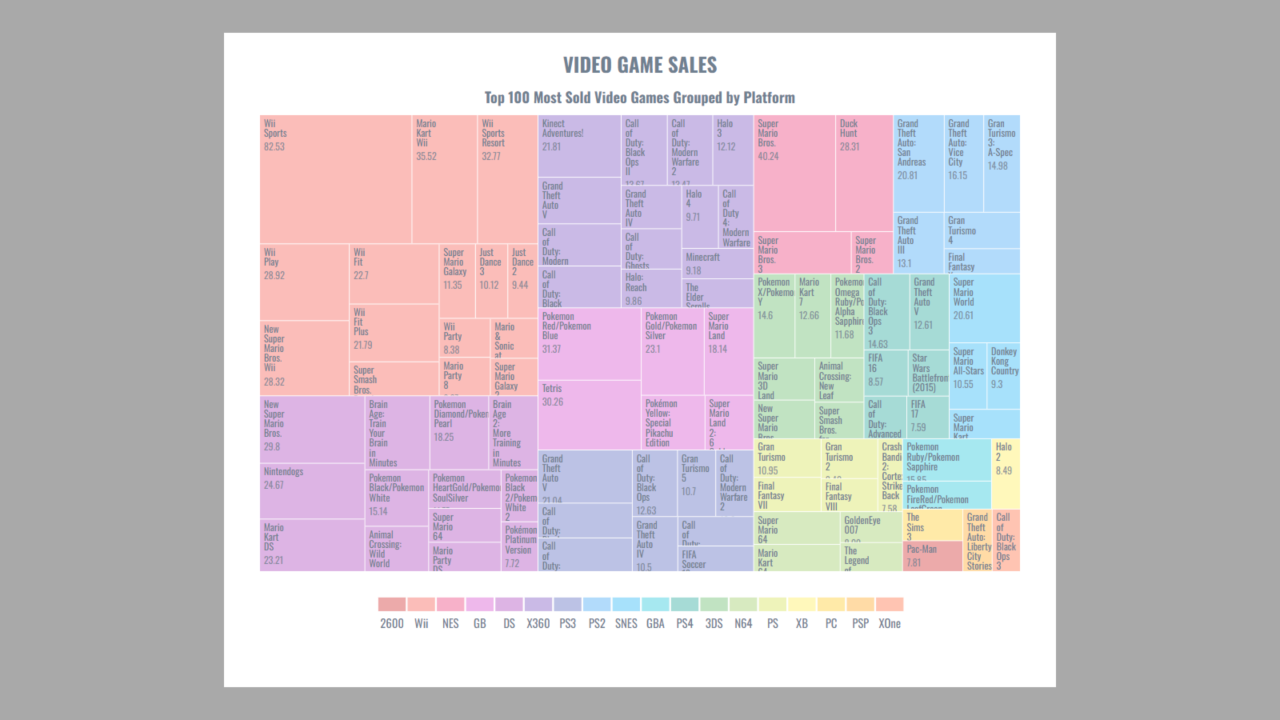 VIDEO GAME SALES
Top 100 Most Sold Video Games Grouped by Platform
Wii
Sports
82.53
Mario
Kart
Wii
35.52
Wii
Sports
Resort
32.77
Wii
Play
28.92
Wii
Fit
22.7
Super
Mario
Galaxy
11.35
Just
Dance
3
10.12
Just
Dance
2
9.44
New
Super
Mario
Bros.
Wii
28.32
Wii
Fit
Plus
21.79
Super
Smash
Bros.
Wii
Party
8.38
Mario
&
Sonic
at
Mario
Party
8
Super
Mario
Galaxy
New
Super
Mario
Bros.
29.8
Nintendogs
24.67
Mario
Kart
DS
23.21
Brain
Age:
Train
Your
Brain
in
Minutes
Pokemon
Diamond/Poker
Pearl
18.25
Brain
Age
2:
More
Training
in
Minutes
Pokemon
Black/Pokemon
White
15.14
Animal
Crossing:
Wild
World
Pokemon
HeartGold/Pokemo
SoulSilver
Super
Mario
64
Mario
Party
DS
Pokemon
Black
2/Pokem
White
2
Pokémon
Platinum
Version
7.72
Kinect
Adventures!
21.81
Grand
Theft
Auto
V
Call
of
Duty:
Modern
Call
of
Duty:
Black
Call
of
Duty:
Black
Ops
II
Call
of
Duty:
Modern
Warfare
2
Halo
3
12.12
Grand
Theft
Auto
IV
Call
of
Duty:
Ghosts
Halo:
Reach
9.86
Halo
4
9.71
Call
of
Duty
4:
Modern
Warfare
Minecraft
9.18
The
Elder
Scrolls
Pokemon
Red/Pokemon
Blue
31.37
Tetris
30.26
Pokemon
Gold/Pokemon
Silver
23.1
Super
Mario
Land
18.14
Pokémon
Yellow:
Special
Pikachu
Edition
Super
Mario
Land
2:
6
Grand
Theft
Auto
V
21.04
Call
of
Duty:
Call
of
Duty:
Call
of
Duty:
Black
Ops
12.63
Grand
Theft
Auto
IV
10.5
Gran
Turismo
5
10.7
Call
of
Duty:
Modern
Warfare
2
Call
of
Duty:
FIFA
Soccer
Super
Mario
Bros.
40.24
Duck
Hunt
28.31
Super
Mario
Bros.
3
Super
Mario
Bros.
2
Grand
Theft
Auto:
San
Andreas
20.81
Grand
Theft
Auto:
Vice
City
16.15
Gran
Turismo
3:
A-Spec
14.98
Grand
Theft
Auto
III
13.1
Gran
Turismo
4
Final
Fantasy
Pokemon
X/Pokemo
Y
14.6
Mario
Kart
7
12.66
Pokemo
Omega
Ruby/Po
Alpha
Sapphir
11.68
Super
Mario
3D
Land
Animal
Crossing:
New
Leaf
New
Super
Mario
Bros.
Super
Smash
Bros.
for
Call
of
Duty:
Black
Ops
3
14.63
Grand
Theft
Auto
V
12.61
FIFA
16
8.57
Star
Wars
Battlefron
(2015)
Call
of
Duty:
Advanced
FIFA
17
7.59
Super
Mario
World
20.61
Super
Mario
All-Stars
10.55
Donkey
Kong
Country
9.3
Super
Mario
Kart
Gran
Turismo
10.95
Gran
Turismo
2
Crash
Bandi
2:
Corte
Strike
Back
7.58
Final
Fantasy
VII
Final
Fantasy
VIII
Pokemon
Ruby/Pokemon
Sapphire
15.85
Pokemon
FireRed/Pokemon
LeafGreen
Halo
2
8.49
Super
Mario
64
GoldenEye
007
Mario
Kart
64
The
Legend
of
The
Sims
3
Pac-Man
7.81
Grand
Theft
Auto:
Liberty
City
Stories
Call
of
Duty:
Black
Ops
3
2600 Wii NES GB DS X360 PS3 PS2 SNES GBA PS4 3DS N64 PS XB PC PSP XOne